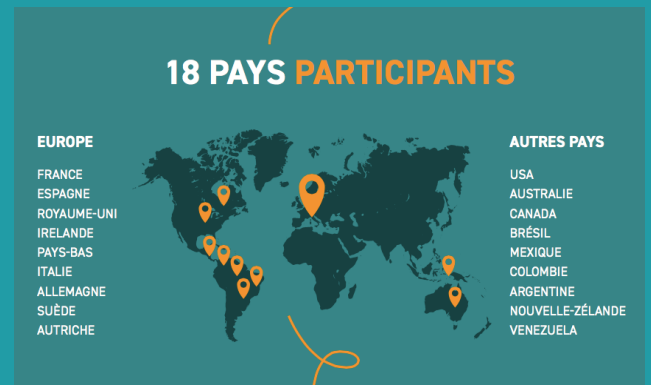 18 PAYS PARTICIPANTS
EUROPE
FRANCE
ESPAGNE
ROYAUME-UNI
IRELANDE
PAYS-BAS
ITALIE
ALLEMAGNE
SUÈDE
AUTRICHE
AUTRES PAYS
USA
AUSTRALIE
CANADA
BRÉSIL
MEXIQUE
COLOMBIE
ARGENTINE
NOUVELLE-ZÉLANDE
VENEZUELA